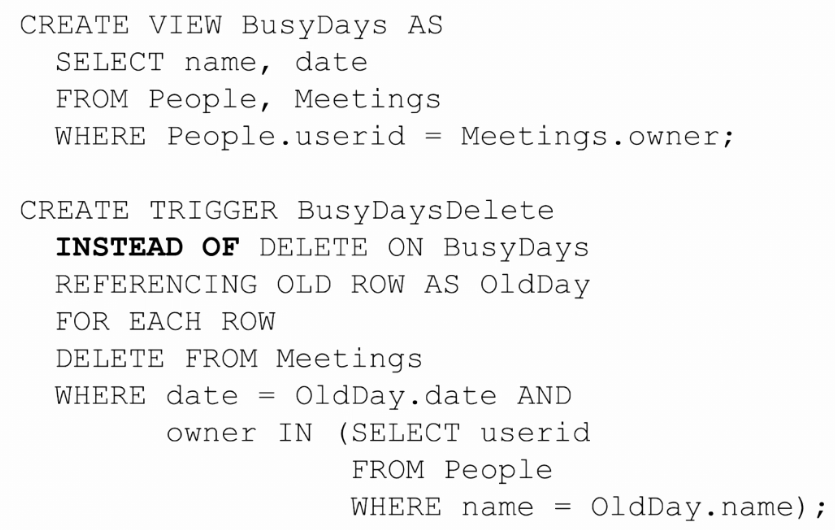 CREATE VIEW BusyDays AS
SELECT name, date
FROM People, Meetings
WHERE People.userid = Meetings.owner;
CREATE TRIGGER BusyDaysDelete
INSTEAD OF DELETE ON BusyDays
REFERENCING OLD ROW AS OldDay
FOR EACH ROW
DELETE FROM Meetings
WHERE date = OldDay.date AND
owner IN (SELECT userid
FROM People
WHERE name = OldDay.name);